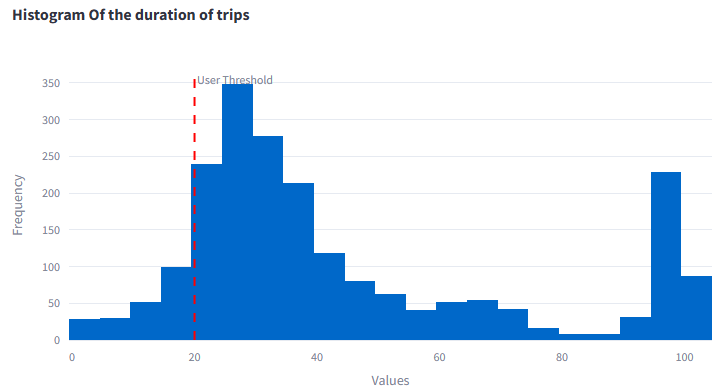 Histogram Of the duration of trips
User Threshold
350
300
250
200
150
100
50
0
Frequency
0 20 40 60 80 100
Values